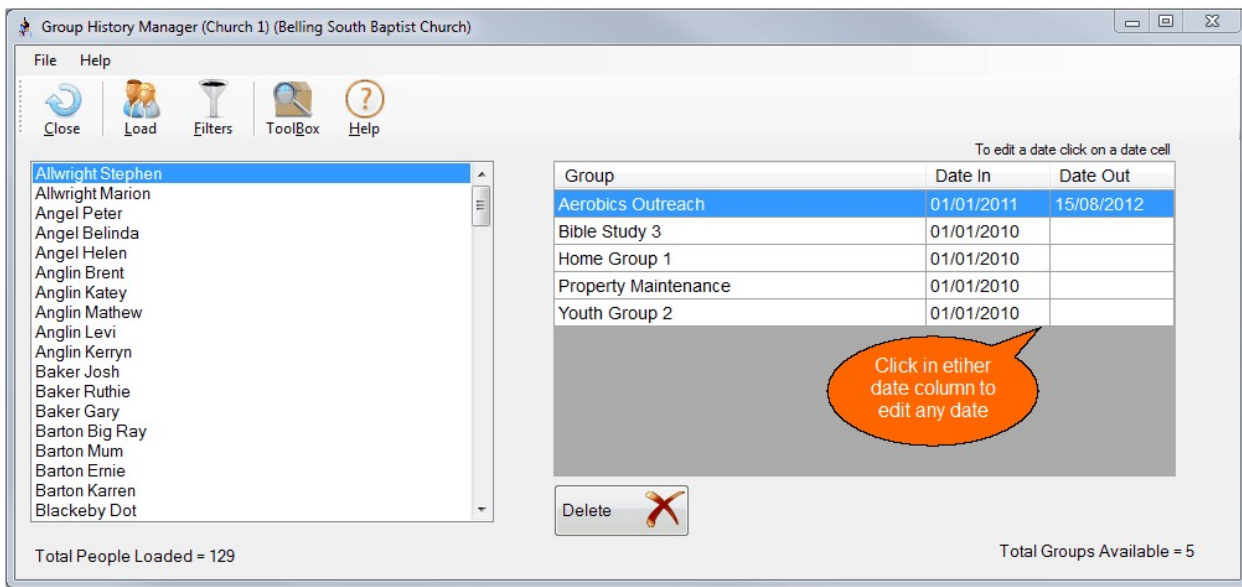 Group History Manager (Church 1) (Belling South Baptist Church)
File Help
Close Load Filters ToolBox Help
To edit a date click on a date cell
Allwright Stephen
Allwright Marion
Angel Peter
Angel Belinda
Angel Helen
Anglin Brent
Anglin Katey
Anglin Mathew
Anglin Levi
Anglin Kerryn
Baker Josh
Baker Ruthie
Baker Gary
Barton Big Ray
Barton Mum
Barton Ernie
Barton Karren
Blackeby Dot
Total People Loaded = 129
Group Date In Date Out
Aerobics Outreach 01/01/2011 15/08/2012
Bible Study 3 01/01/2010
Home Group 1 01/01/2010
Property Maintenance 01/01/2010
Youth Group 2 01/01/2010
Click in etiher
date column to
edit any date
Delete
Total Groups Available = 5